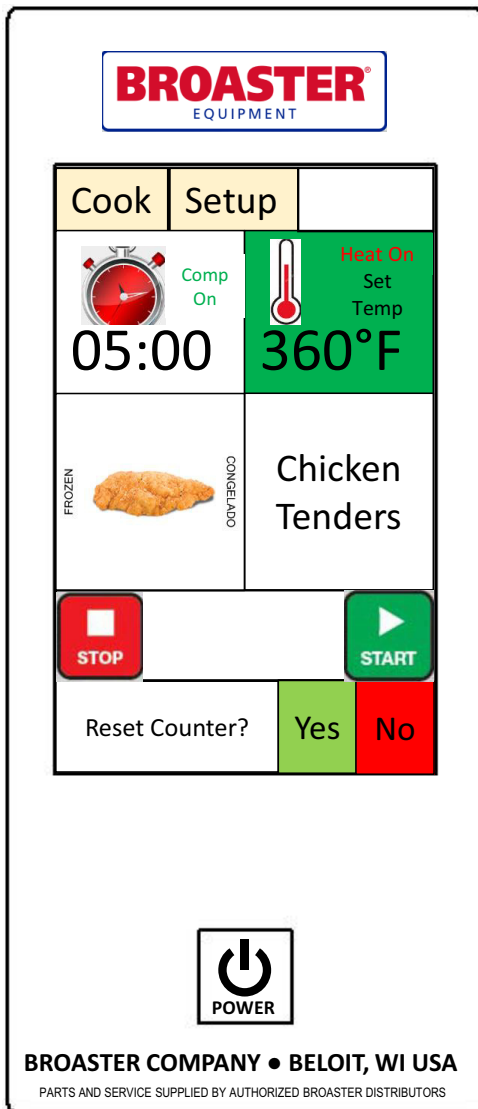 BROASTER®
EQUIPMENT
Cook
Setup
Comp
On
05:00
Heat On
Set
Temp
360°F
FROZEN
CONGELADO
Chicken
Tenders
STOP
START
Reset Counter?
Yes
No
POWER
BROASTER COMPANY ● BELOIT, WI USA
PARTS AND SERVICE SUPPLIED BY AUTHORIZED BROASTER DISTRIBUTORS